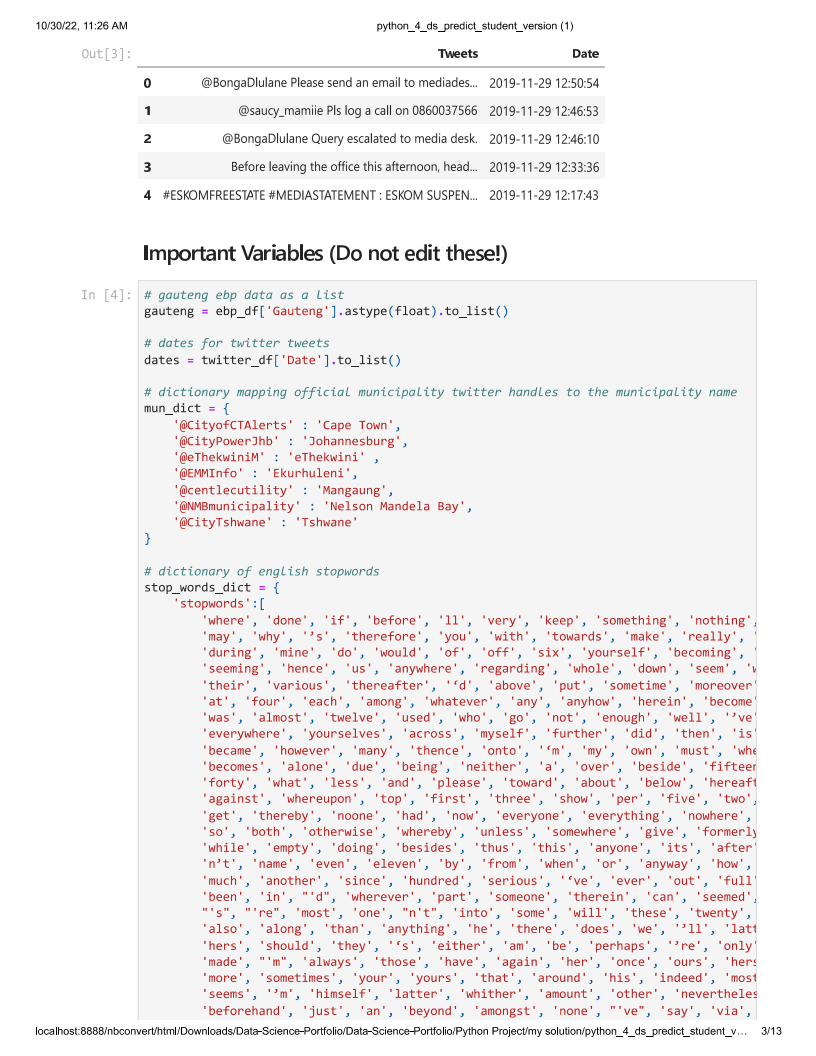 10/30/22, 11:26 AM python_4_ds_predict_student_version (1)
Out[3]: Tweets Date
0 @BongaDlulane Please send an email to mediades... 2019-11-29 12:50:54
1 @saucy_mamiie Pls log a call on 0860037566 2019-11-29 12:46:53
2 @BongaDlulane Query escalated to media desk. 2019-11-29 12:46:10
3 Before leaving the office this afternoon, head... 2019-11-29 12:33:36
4 #ESKOMFREESTATE #MEDIASTATEMENT : ESKOM SUSPEN... 2019-11-29 12:17:43
Important Variables (Do not edit these!)
In [4]: # gauteng ebp data as a list
gauteng = ebp_df['Gauteng'].astype(float).to_list()
# dates for twitter tweets
dates = twitter_df['Date'].to_list()
# dictionary mapping official municipality twitter handles to the municipality name
mun_dict = {
'@CityofCTAlerts' : 'Cape Town',
'@CityPowerJhb' : 'Johannesburg',
'@eThekwiniM' : 'eThekwini' ,
'@EMMInfo' : 'Ekurhuleni',
'@centlecutility' : 'Mangaung',
'@NMBmunicipality' : 'Nelson Mandela Bay',
'@CityTshwane' : 'Tshwane'
}
# dictionary of english stopwords
stop_words_dict = {
'stopwords':[
'where', 'done', 'if', 'before', 'll', 'very', 'keep', 'something', 'nothing',
'may', 'why', '’s', 'therefore', 'you', 'with', 'towards', 'make', 'really', '
'during', 'mine', 'do', 'would', 'of', 'off', 'six', 'yourself', 'becoming', '
'seeming', 'hence', 'us', 'anywhere', 'regarding', 'whole', 'down', 'seem', 'w
'their', 'various', 'thereafter', '‘d', 'above', 'put', 'sometime', 'moreover'
'at', 'four', 'each', 'among', 'whatever', 'any', 'anyhow', 'herein', 'become'
'was', 'almost', 'twelve', 'used', 'who', 'go', 'not', 'enough', 'well', '’ve'
'everywhere', 'yourselves', 'across', 'myself', 'further', 'did', 'then', 'is'
'became', 'however', 'many', 'thence', 'onto', '‘m', 'my', 'own', 'must', 'whe
'becomes', 'alone', 'due', 'being', 'neither', 'a', 'over', 'beside', 'fifteen
'forty', 'what', 'less', 'and', 'please', 'toward', 'about', 'below', 'hereaft
'against', 'whereupon', 'top', 'first', 'three', 'show', 'per', 'five', 'two',
'get', 'thereby', 'noone', 'had', 'now', 'everyone', 'everything', 'nowhere',
'so', 'both', 'otherwise', 'whereby', 'unless', 'somewhere', 'give', 'formerly
'while', 'empty', 'doing', 'besides', 'thus', 'this', 'anyone', 'its', 'after'
'n’t', 'name', 'even', 'eleven', 'by', 'from', 'when', 'or', 'anyway', 'how',
'much', 'another', 'since', 'hundred', 'serious', '‘ve', 'ever', 'out', 'full'
'been', 'in', "'d", 'wherever', 'part', 'someone', 'therein', 'can', 'seemed',
"'s", "'re", 'most', 'one', "n't", 'into', 'some', 'will', 'these', 'twenty',
'also', 'along', 'than', 'anything', 'he', 'there', 'does', 'we', '’ll', 'latt
'hers', 'should', 'they', '‘s', 'either', 'am', 'be', 'perhaps', '’re', 'only'
'made', "'m", 'always', 'those', 'have', 'again', 'her', 'once', 'ours', 'hers
'more', 'sometimes', 'your', 'yours', 'that', 'around', 'his', 'indeed', 'most
'seems', '’m', 'himself', 'latter', 'whither', 'amount', 'other', 'nevertheles
'beforehand', 'just', 'an', 'beyond', 'amongst', 'none', "'ve", 'say', 'via',
localhost:8888/nbconvert/html/Downloads/Data-Science-Portfolio/Data-Science-Portfolio/Python Project/my solution/python_4_ds_predict_student_v… 3/13